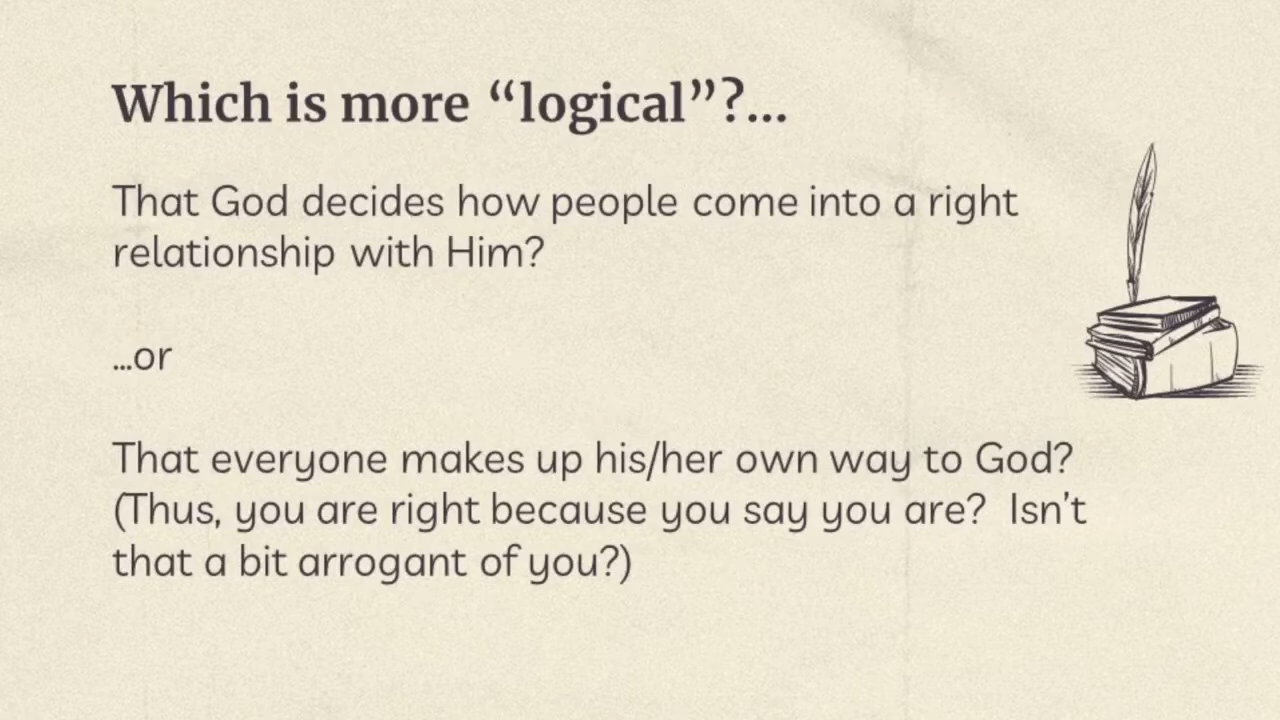 Which is more “logical”?...
That God decides how people come into a right
relationship with Him?
...or
That everyone makes up his/her own way to God?
(Thus, you are right because you say you are?  Isn’t
that a bit arrogant of you?)